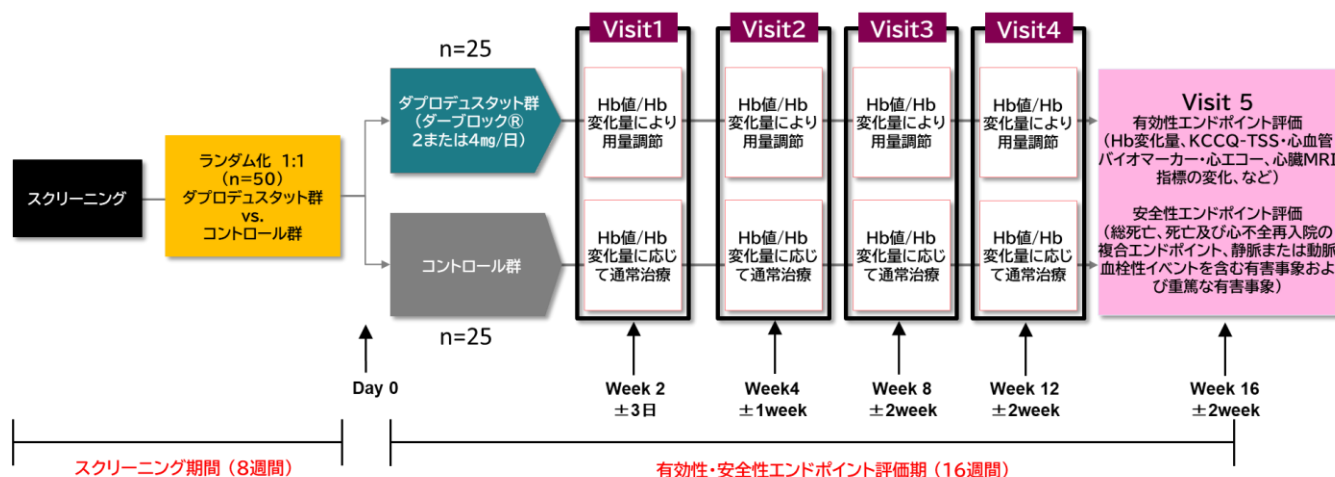 n=25
Visit1
Visit2
Visit3
Visit4
スクリーニング
ランダム化 1:1
(n=50)
ダプロデュスタット群
vs.
コントロール群
ダプロデュスタット群
(ダーブロック®
2または4mg/日)
Hb値/Hb
変化量により
用量調節
Hb値/Hb
変化量により
用量調節
Hb値/Hb
変化量により
用量調節
Hb値/Hb
変化量により
用量調節
コントロール群
n=25
Hb値/Hb
変化量に応じ
て通常治療
Hb値/Hb
変化量に応じ
て通常治療
Hb値/Hb
変化量に応じ
て通常治療
Hb値/Hb
変化量に応じ
て通常治療
Visit 5
有効性エンドポイント評価
(Hb変化量、KCCQ-TSS・心血管
バイオマーカー・心エコー、心臓MRI
指標の変化、など)
安全性エンドポイント評価
(総死亡、死亡及び心不全再入院の
複合エンドポイント、静脈または動脈
血栓性イベントを含む有害事象およ
び重篤な有害事象)
Day 0
Week 2
±3日
Week4
±1week
Week 8
±2week
Week 12
±2week
Week 16
±2week
スクリーニング期間(8週間)
有効性・安全性エンドポイント評価期(16週間)